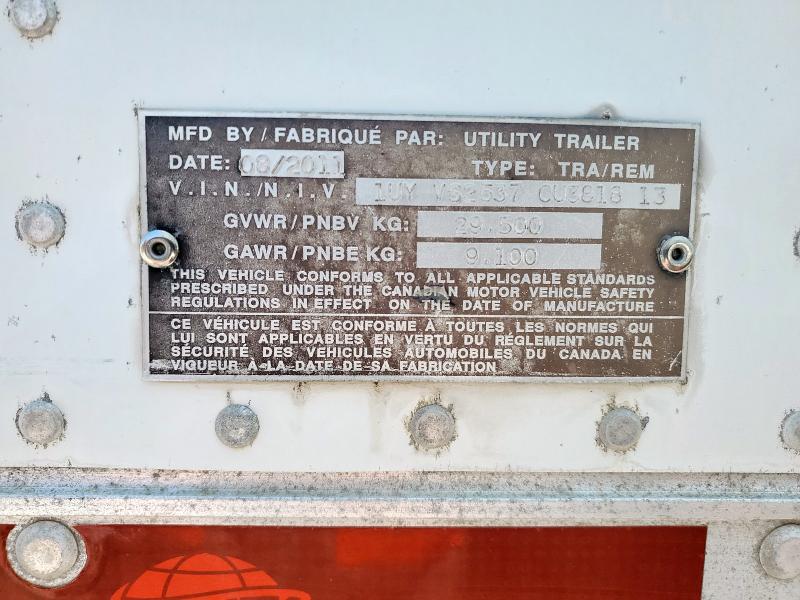 MFD BY / FABRIQUÉ PAR: UTILITY TRAILER
DATE: 08/2011 TYPE: TRA/REM
V.I.N./N.I.V. 1UY 13
GVWR/PNBV KG: 29.500
GAWR/PNBE KG: 9.100
THIS VEHICLE CONFORMS TO ALL APPLICABLE STANDARDS
PRESCRIBED UNDER THE CANADIAN MOTOR VEHICLE SAFETY
REGULATIONS IN EFFECT ON THE DATE OF MANUFACTURE
CE VÉHICULE EST CONFORME À TOUTES LES NORMES QUI
LUI SONT APPLICABLES EN VERTU DU RÉGLEMENT SUR LA
SÉCURITÉ DES VÉHICULES AUTOMOBILES DU CANADA EN
VIGUEUR A LA DATE DE SA FABRICATION